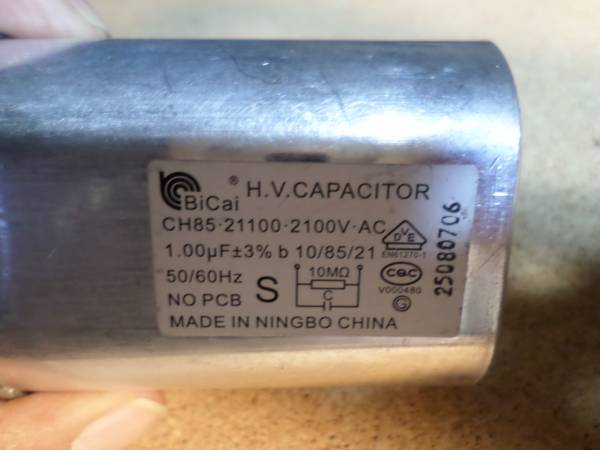 BiCai ® H.V.CAPACITOR
CH85-21100-2100V-AC
1.00μF±3% b 10/85/21
50/60Hz
NO PCB
S
10MΩ
C
MADE IN NINGBO CHINA
DVE
EN61270-1
CQC
V000480
G
25080706